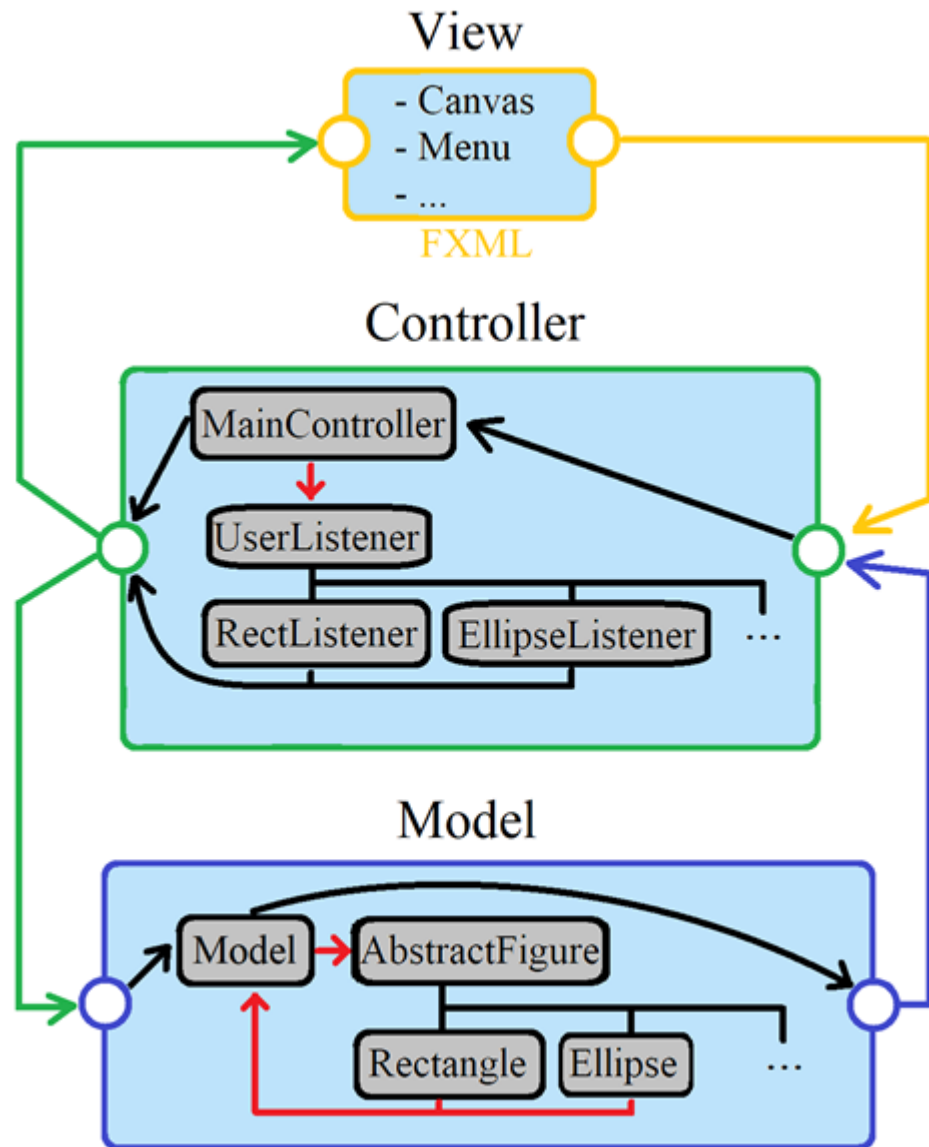 View
- Canvas
- Menu
- ...
FXML
Controller
MainController
UserListener
RectListener
EllipseListener
...
Model
Model
AbstractFigure
Rectangle
Ellipse
...